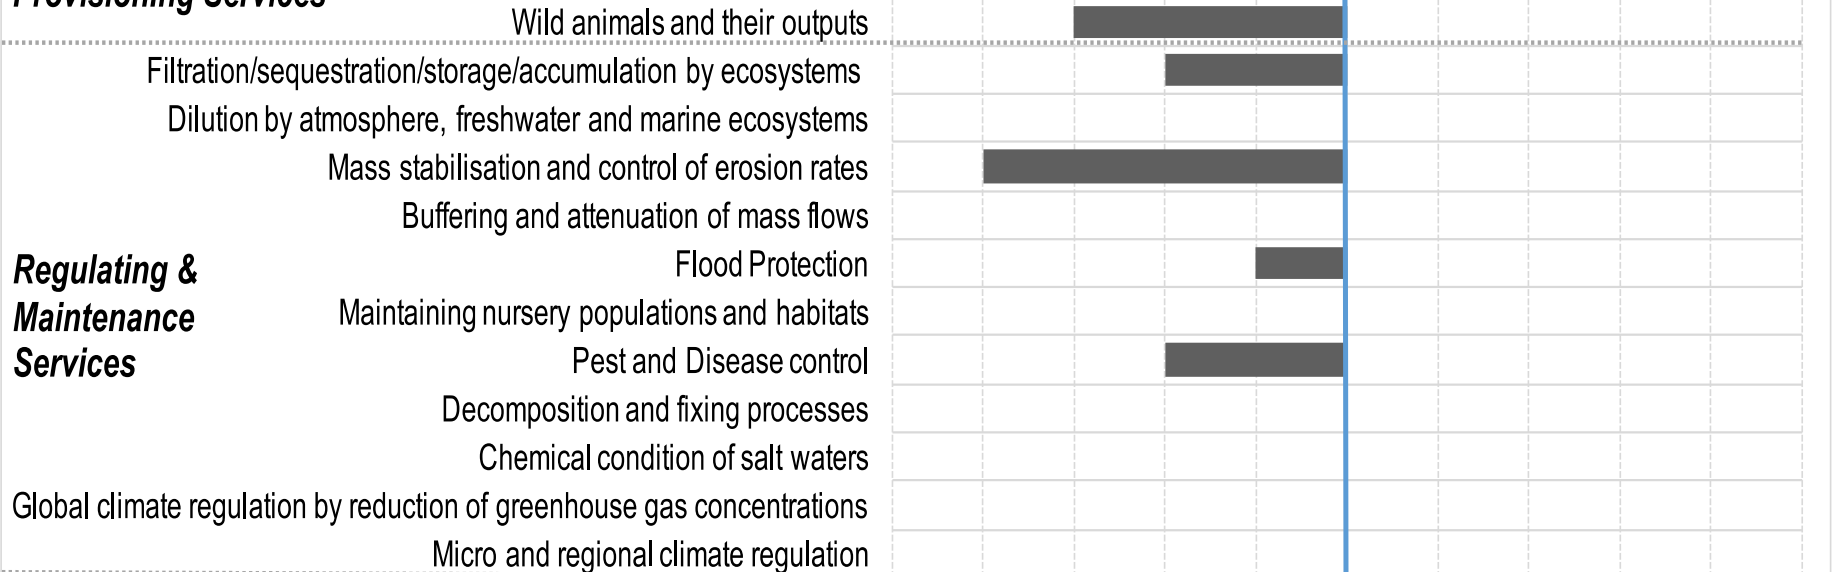 Provisioning Services
Wild animals and their outputs
Filtration/sequestration/storage/accumulation by ecosystems
Dilution by atmosphere, freshwater and marine ecosystems
Mass stabilisation and control of erosion rates
Buffering and attenuation of mass flows
Regulating &
Maintenance
Services
Flood Protection
Maintaining nursery populations and habitats
Pest and Disease control
Decomposition and fixing processes
Chemical condition of salt waters
Global climate regulation by reduction of greenhouse gas concentrations
Micro and regional climate regulation